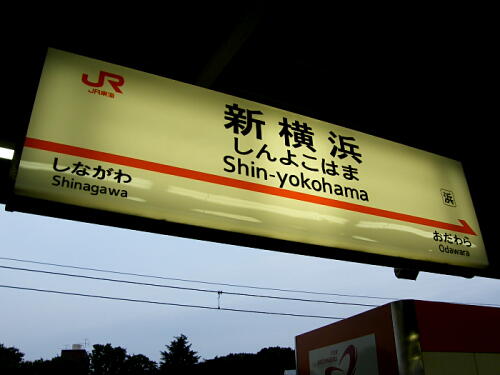 JR
JR東海
新横浜
しんよこはま
Shin-yokohama
浜
しながわ
Shinagawa
おだわら
Odawara